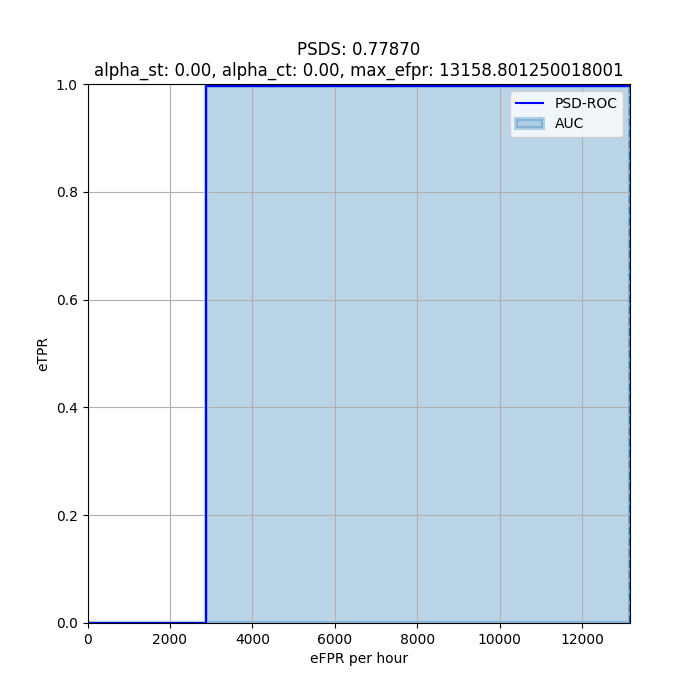 PSDS: 0.77870
alpha_st: 0.00, alpha_ct: 0.00, max_efpr: 13158.801250018001
PSD-ROC
AUC
1.0
0.8
0.6
0.4
0.2
0.0
eTPR
0 2000 4000 6000 8000 10000 12000
eFPR per hour